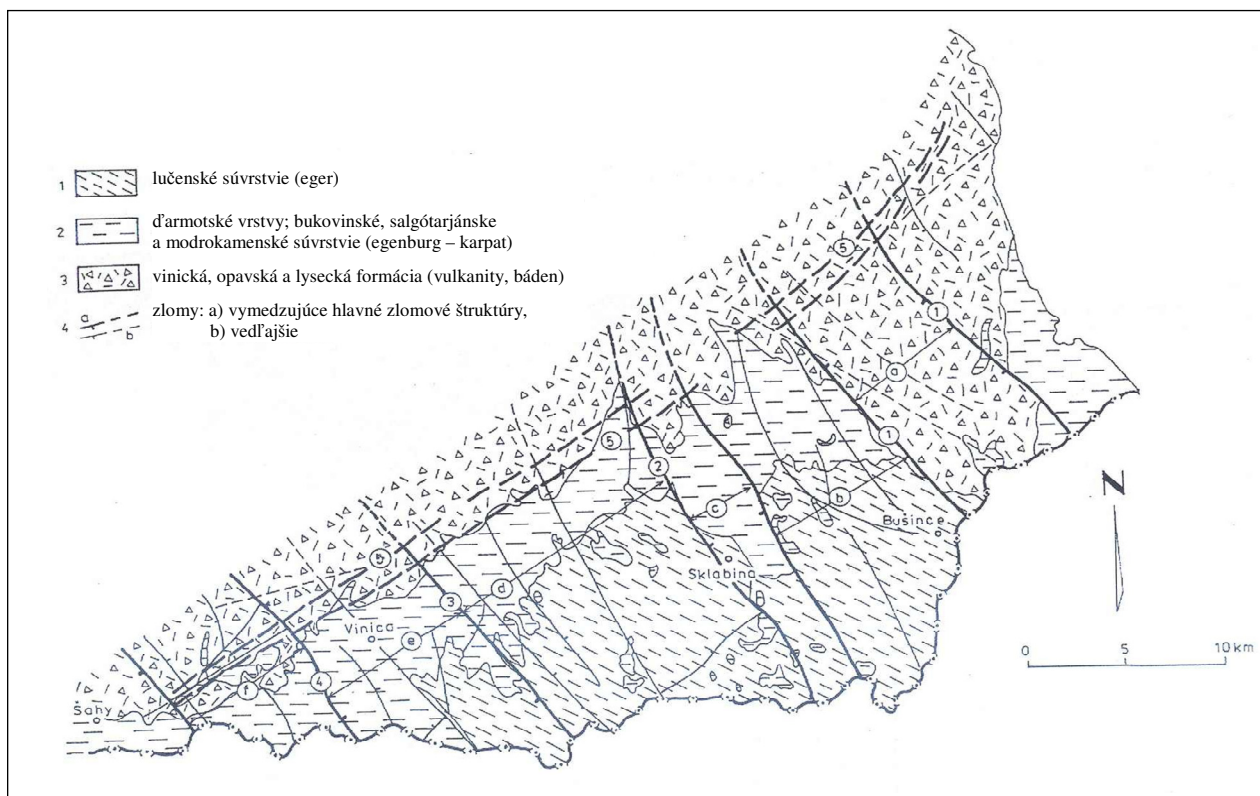 1 lučenské súvrstvie (eger)
2 ďarmotské vrstvy; bukovinské, salgótarjánske
a modrokamenské súvrstvie (egenburg – karpat)
3 vinická, opavská a lysecká formácia (vulkanity, báden)
4 a b zlomy: a) vymedzujúce hlavné zlomové štruktúry,
b) vedľajšie
5
1
a
5
2
1
b
c
Bušince
Sklabina
g
3
d
Vinica
e
4
f
Šahy
N
0 5 10 km